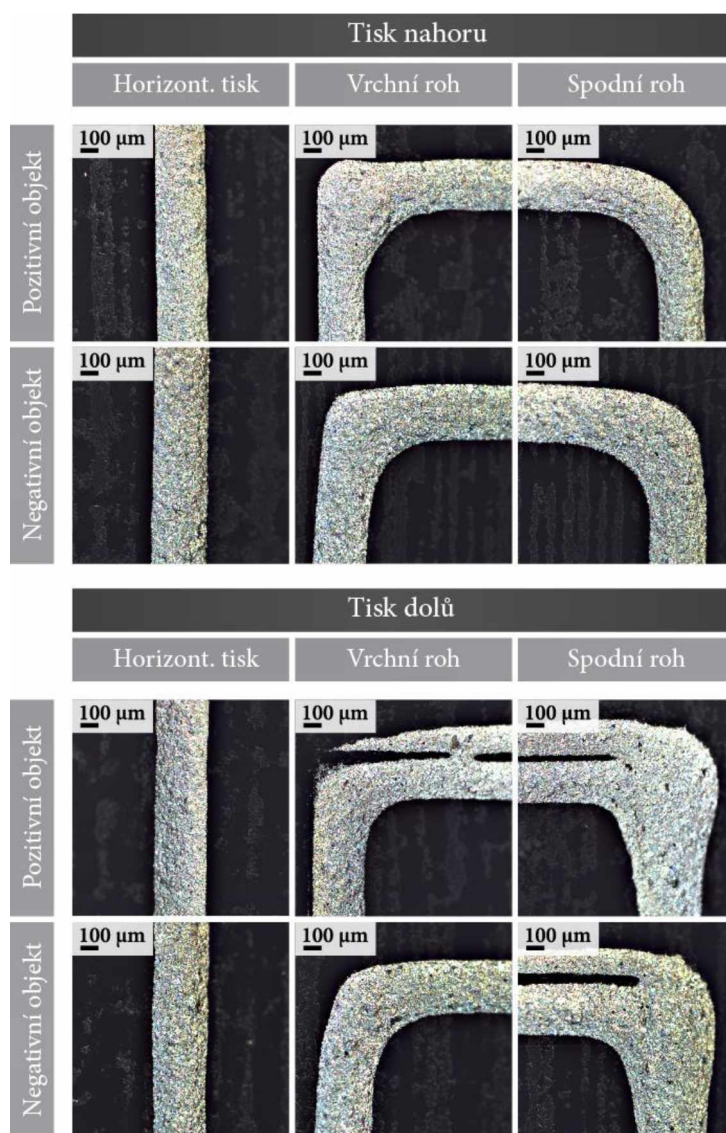 Tisk nahoru
Horizont. tisk
Vrchní roh
Spodní roh
Pozitivní objekt
100 µm
100 µm
100 µm
Negativní objekt
100 µm
100 µm
100 µm
Tisk dolů
Horizont. tisk
Vrchní roh
Spodní roh
Pozitivní objekt
100 µm
100 µm
100 µm
Negativní objekt
100 µm
100 µm
100 µm